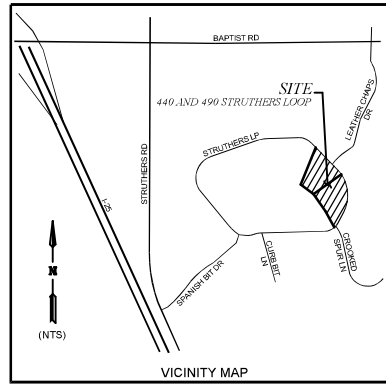 BAPTIST RD
SITE
440 AND 490 STRUTHERS LOOP
LEATHER CHAPS
DR
STRUTHERS RD
STRUTHERS LP
I-25
SPANISH BIT DR
CURB BIT
LN
CROOKED
SPUR LN
N
(NTS)
VICINITY MAP